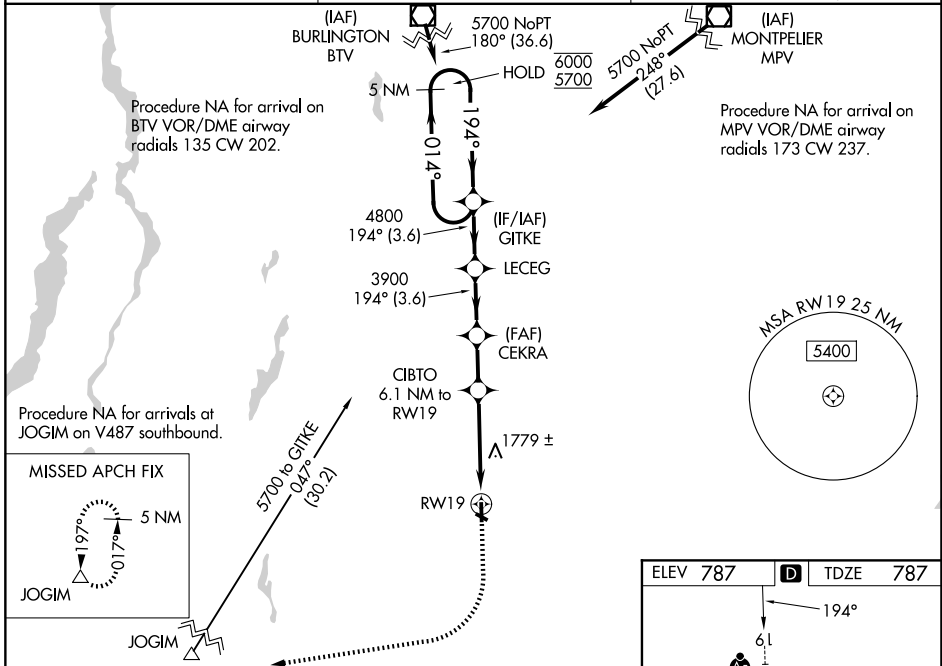 (IAF)
BURLINGTON
BTV
5700 NoPT
180° (36.6)
HOLD
6000
5700
5700 NoPT
248°
(27.6)
(IAF)
MONTPELIER
MPV
5 NM
194°
014°
Procedure NA for arrival on
BTV VOR/DME airway
radials 135 CW 202.
Procedure NA for arrival on
MPV VOR/DME airway
radials 173 CW 237.
4800
194° (3.6)
(IF/IAF)
GITKE
LECEG
3900
194° (3.6)
(FAF)
CEKRA
CIBTO
6.1 NM to
RW19
1779 ±
RW19
MSA RW19 25 NM
5400
Procedure NA for arrivals at
JOGIM on V487 southbound.
MISSED APCH FIX
5 NM
197°
017°
JOGIM
5700 to GITKE
047°
(30.2)
JOGIM
ELEV 787
D
TDZE 787
194°